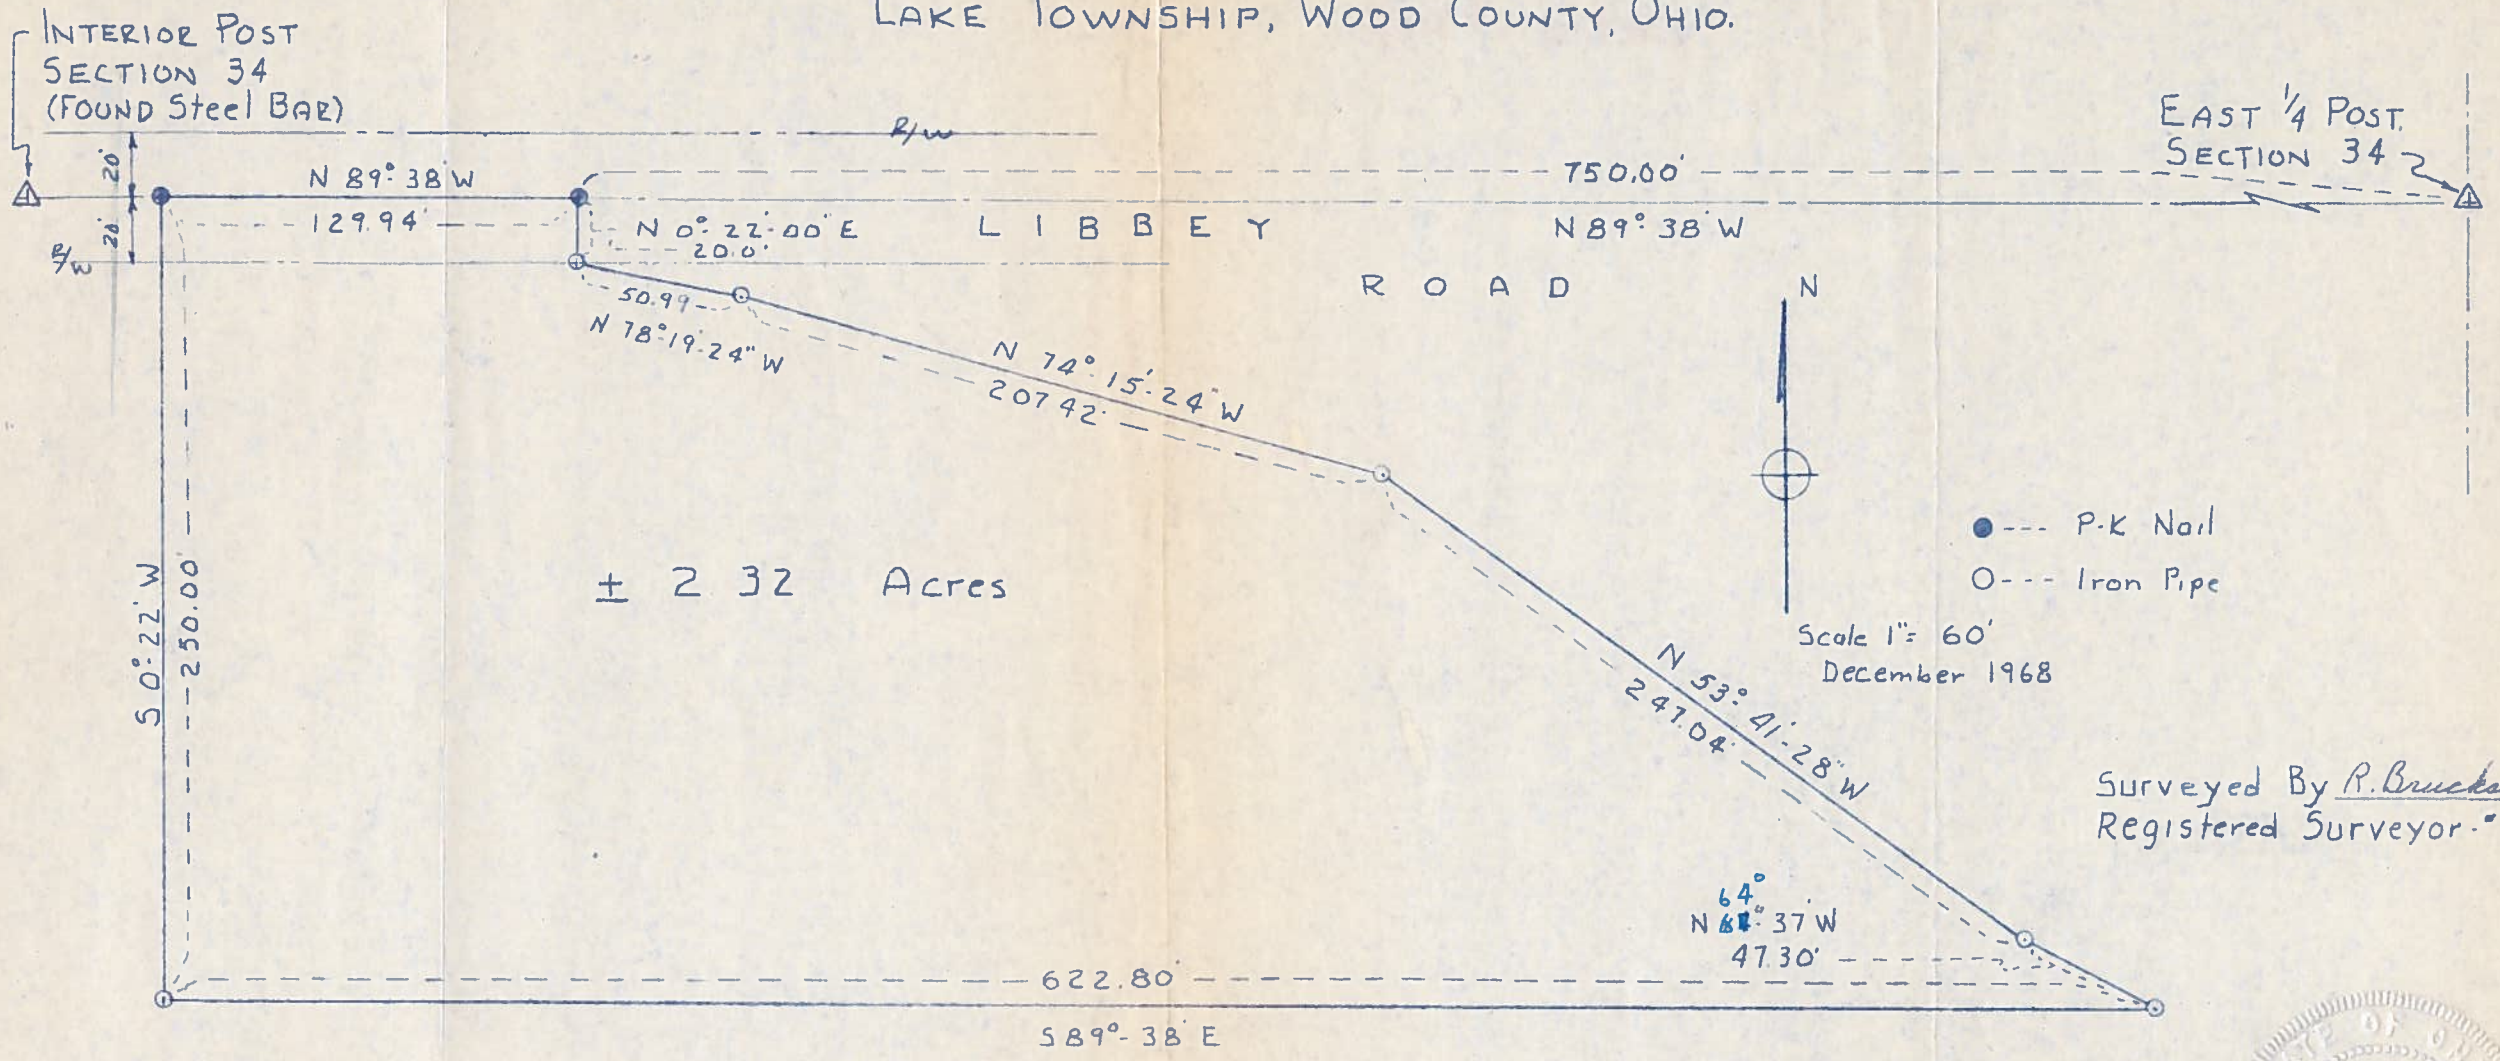 LAKE TOWNSHIP, WOOD COUNTY, OHIO.
INTERIOR POST
SECTION 34
(FOUND Steel BAR)
R/W
EAST 1/4 POST.
SECTION 34
20'
N 89° 38' W
750.00'
129.94'
N 0°-22'-00" E
20.0'
LIBBEY
N 89° 38' W
20'
R/W
ROAD
N
50.99
N 78°-19'-24" W
N 74°-15'-24" W
207 42'
P-K Nail
Iron Pipe
± 2 32 Acres
S 0°-22' W
250.00'
Scale 1"= 60'
December 1968
N 53°-41'-28" W
247.04'
Surveyed By R.
Registered Surveyor
64°
N 37' W
47.30'
622.80'
S 89°-38' E